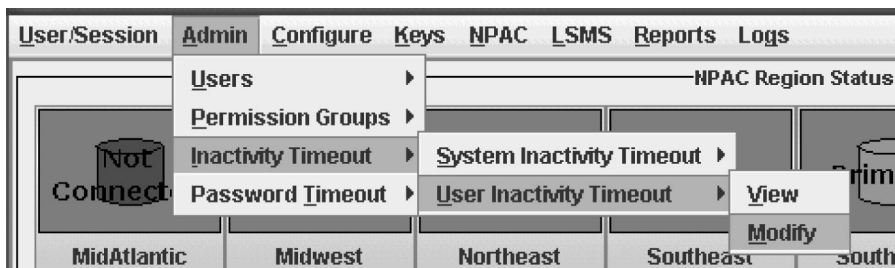 User/Session Admin Configure Keys NPAC LSMS Reports Logs
Users
NPAC Region Status
Permission Groups
Not
Inactivity Timeout
System Inactivity Timeout
Password Timeout
User Inactivity Timeout
View
Modify
MidAtlantic Midwest Northeast